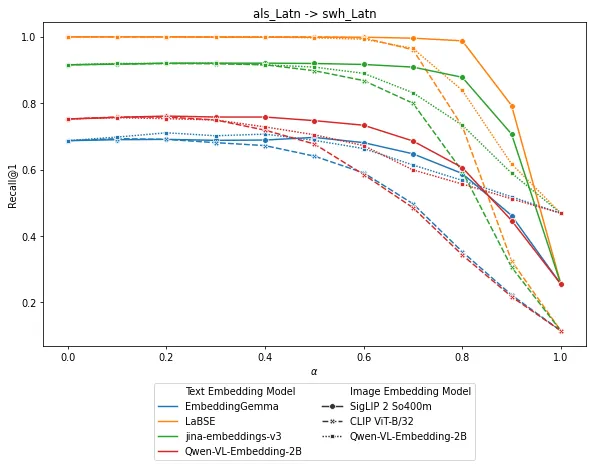 als_Latn -> swh_Latn
1.0
0.8
0.6
0.4
0.2
Recall@1
0.0 0.2 0.4 0.6 0.8 1.0
α
Text Embedding Model Image Embedding Model
EmbeddingGemma SigLIP 2 So400m
LaBSE CLIP ViT-B/32
jina-embeddings-v3 Qwen-VL-Embedding-2B
Qwen-VL-Embedding-2B